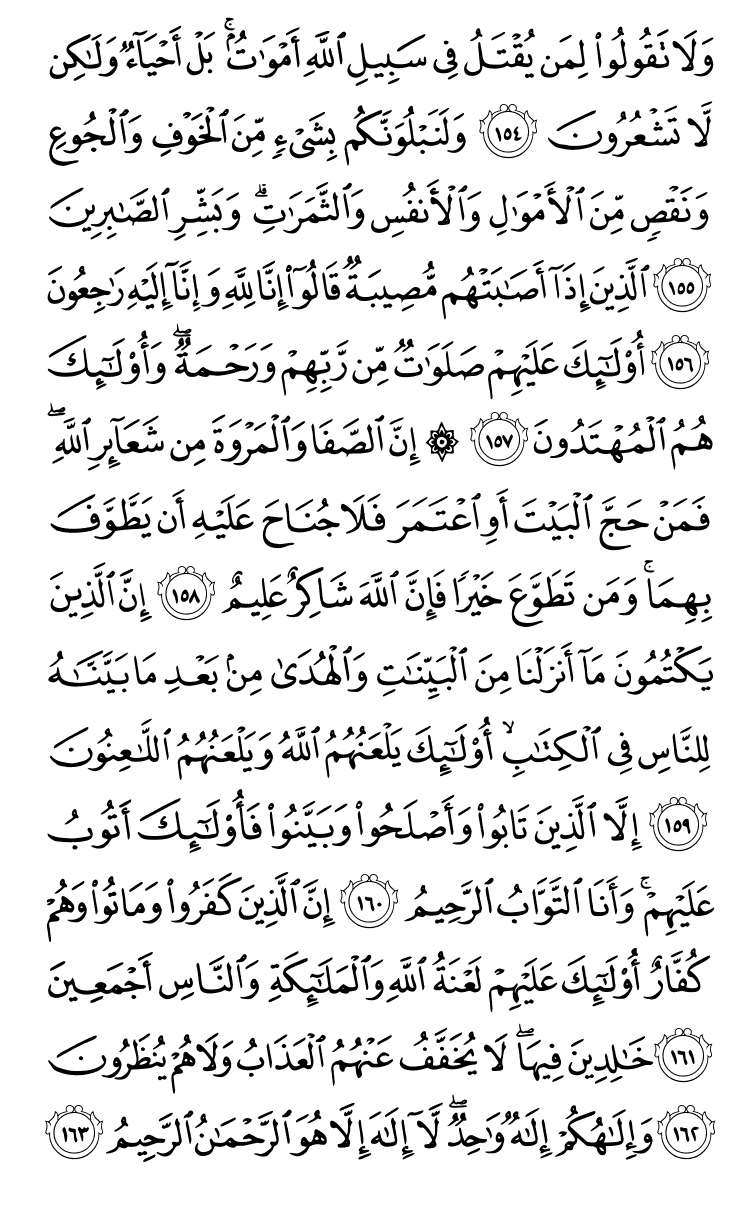 وَلَا تَقُولُوا۟ لِمَن يُقْتَلُ فِى سَبِيلِ ٱللَّهِ أَمْوَٰتٌۢ ۚ بَلْ أَحْيَآءٌ وَلَـٰكِن
لَّا تَشْعُرُونَ ١٥٤ وَلَنَبْلُوَنَّكُم بِشَىْءٍ مِّنَ ٱلْخَوْفِ وَٱلْجُوعِ
وَنَقْصٍ مِّنَ ٱلْأَمْوَٰلِ وَٱلْأَنفُسِ وَٱلثَّمَرَٰتِ ۗ وَبَشِّرِ ٱلصَّـٰبِرِينَ
١٥٥ ٱلَّذِينَ إِذَآ أَصَـٰبَتْهُم مُّصِيبَةٌ قَالُوٓا۟ إِنَّا لِلَّهِ وَإِنَّآ إِلَيْهِ رَٰجِعُونَ
١٥٦ أُو۟لَـٰٓئِكَ عَلَيْهِمْ صَلَوَٰتٌ مِّن رَّبِّهِمْ وَرَحْمَةٌ ۖ وَأُو۟لَـٰٓئِكَ
هُمُ ٱلْمُهْتَدُونَ ١٥٧ ۞ إِنَّ ٱلصَّفَا وَٱلْمَرْوَةَ مِن شَعَآئِرِ ٱللَّهِ ۖ
فَمَنْ حَجَّ ٱلْبَيْتَ أَوِ ٱعْتَمَرَ فَلَا جُنَاحَ عَلَيْهِ أَن يَطَّوَّفَ
بِهِمَا ۚ وَمَن تَطَوَّعَ خَيْرًا فَإِنَّ ٱللَّهَ شَاكِرٌ عَلِيمٌ ١٥٨ إِنَّ ٱلَّذِينَ
يَكْتُمُونَ مَآ أَنزَلْنَا مِنَ ٱلْبَيِّنَـٰتِ وَٱلْهُدَىٰ مِنۢ بَعْدِ مَا بَيَّنَّـٰهُ
لِلنَّاسِ فِى ٱلْكِتَـٰبِ ۙ أُو۟لَـٰٓئِكَ يَلْعَنُهُمُ ٱللَّهُ وَيَلْعَنُهُمُ ٱللَّـٰعِنُونَ
١٥٩ إِلَّا ٱلَّذِينَ تَابُوا۟ وَأَصْلَحُوا۟ وَبَيَّنُوا۟ فَأُو۟لَـٰٓئِكَ أَتُوبُ
عَلَيْهِمْ ۚ وَأَنَا ٱلتَّوَّابُ ٱلرَّحِيمُ ١٦٠ إِنَّ ٱلَّذِينَ كَفَرُوا۟ وَمَاتُوا۟ وَهُمْ
كُفَّارٌ أُو۟لَـٰٓئِكَ عَلَيْهِمْ لَعْنَةُ ٱللَّهِ وَٱلْمَلَـٰٓئِكَةِ وَٱلنَّاسِ أَجْمَعِينَ
١٦١ خَـٰلِدِينَ فِيهَا ۖ لَا يُخَفَّفُ عَنْهُمُ ٱلْعَذَابُ وَلَا هُمْ يُنظَرُونَ
١٦٢ وَإِلَـٰهُكُمْ إِلَـٰهٌ وَٰحِدٌ ۖ لَّآ إِلَـٰهَ إِلَّا هُوَ ٱلرَّحْمَـٰنُ ٱلرَّحِيمُ ١٦٣